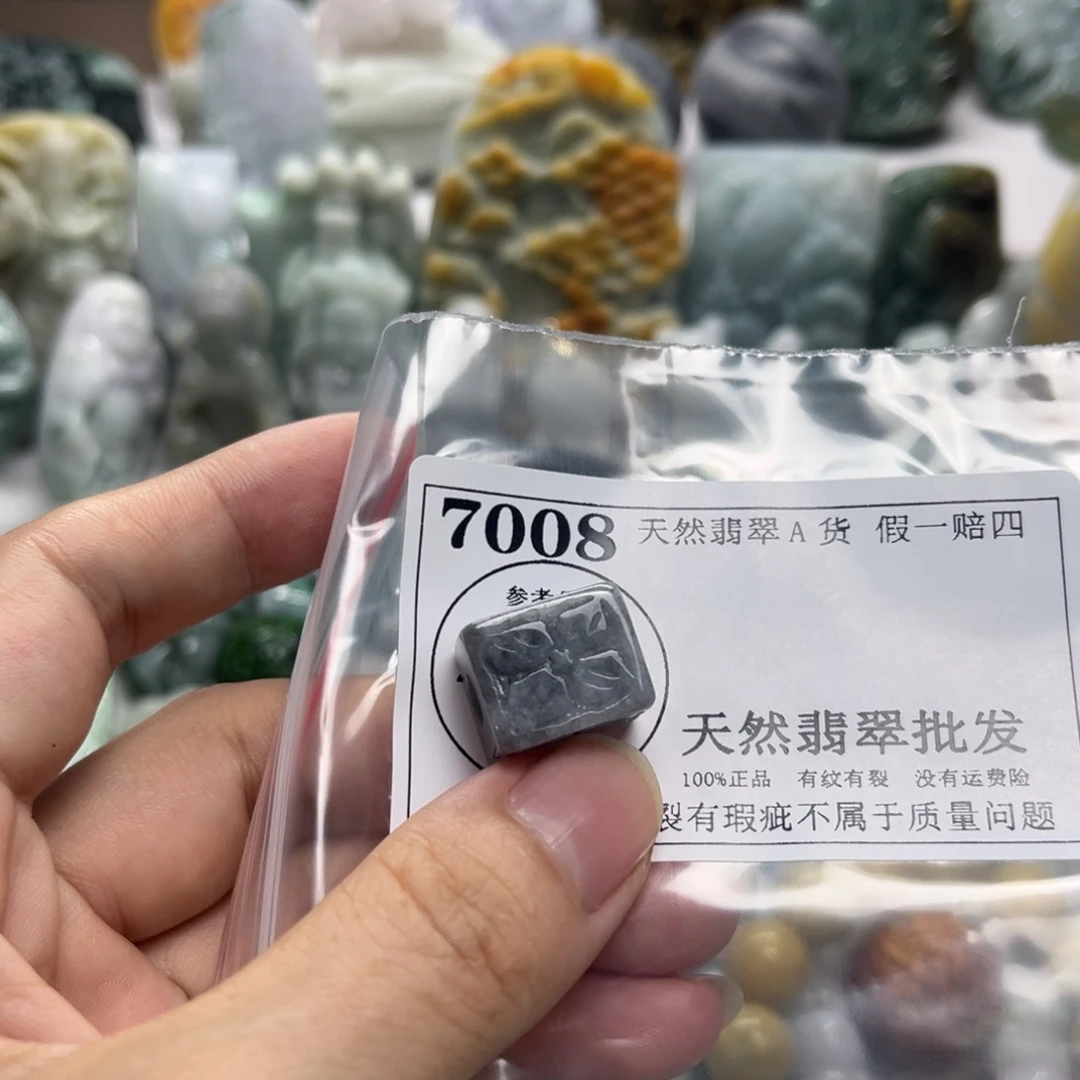 7008 天然翡翠A货 假一赔四
参考
天然翡翠批发
100%正品 有纹有裂 没有运费险
裂有瑕疵不属于质量问题